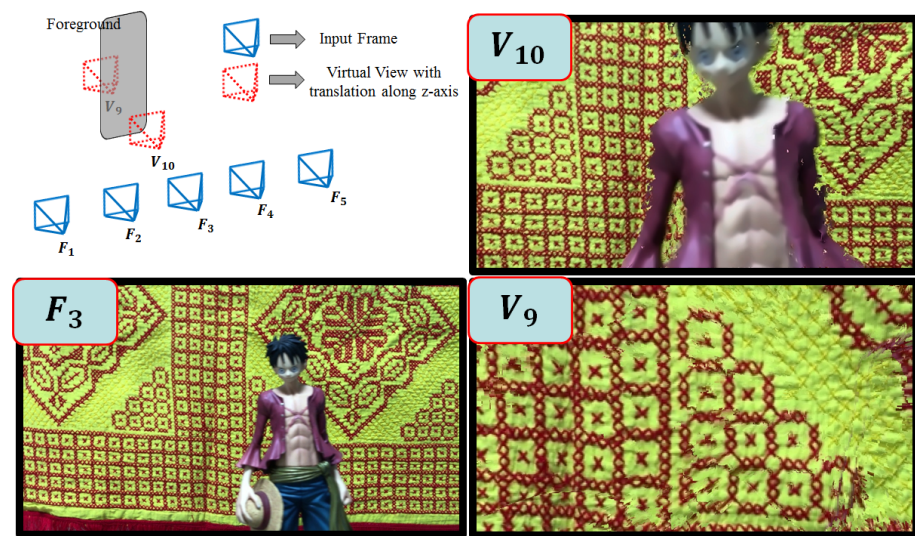 Foreground
Input Frame
Virtual View with
translation along z-axis
V9
V10
F1
F2
F3
F4
F5
V10
F3
V9